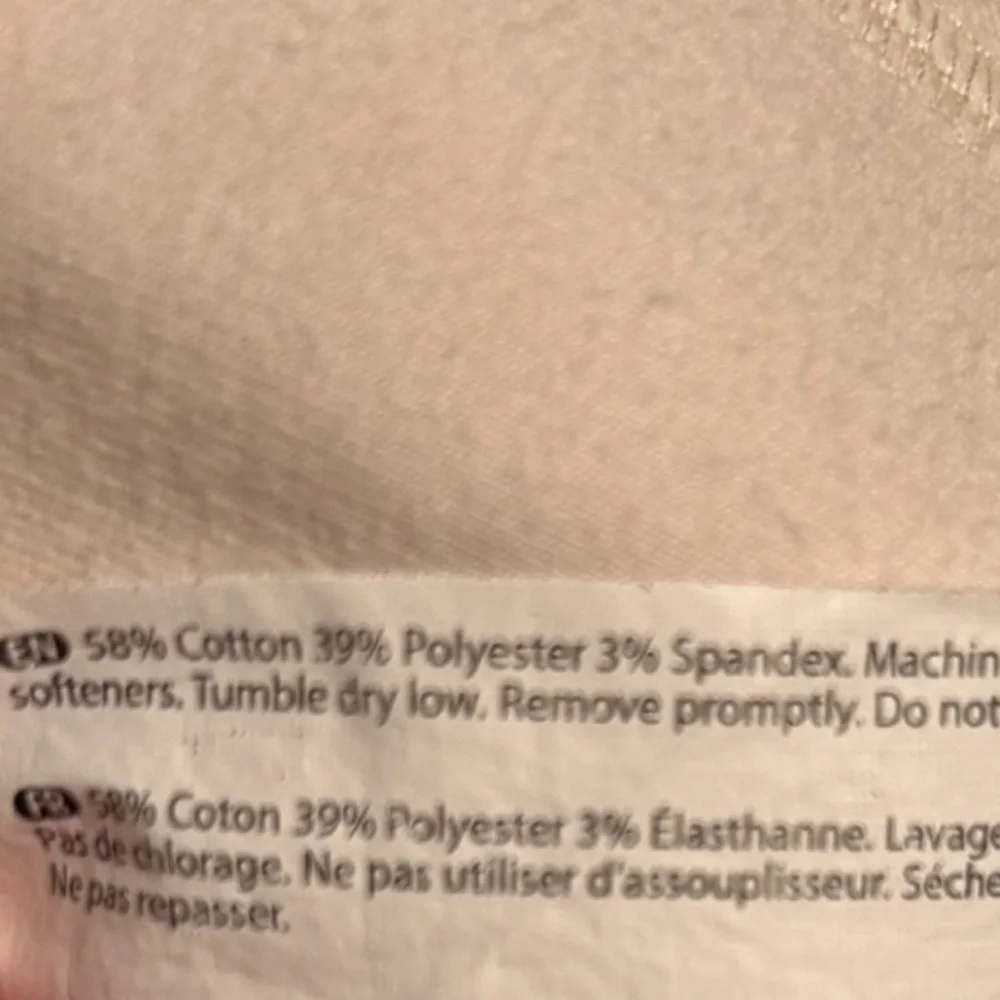 EN 58% Cotton 39% Polyester 3% Spandex. Machin
softeners. Tumble dry low. Remove promptly. Do not
FR 58% Coton 39% Polyester 3% Élasthanne. Lavage
Pas de chlorage. Ne pas utiliser d'assouplisseur. Séche
Ne pas repasser.